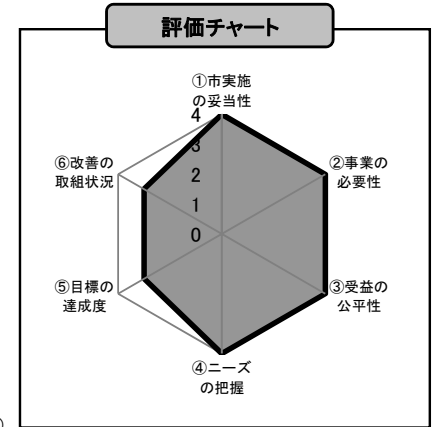 評価チャート
①市実施
の妥当性
4
3
2
1
0
②事業の
必要性
③受益の
公平性
④ニーズ
の把握
⑤目標の
達成度
⑥改善の
取組状況